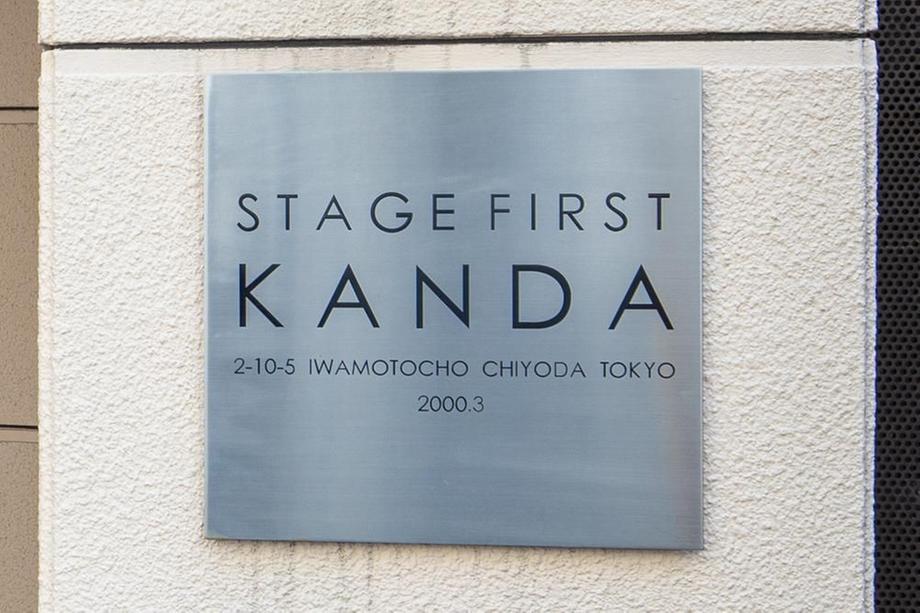 STAGE FIRST
KANDA
2-10-5 IWAMOTOCHO CHIYODA TOKYO
2000.3